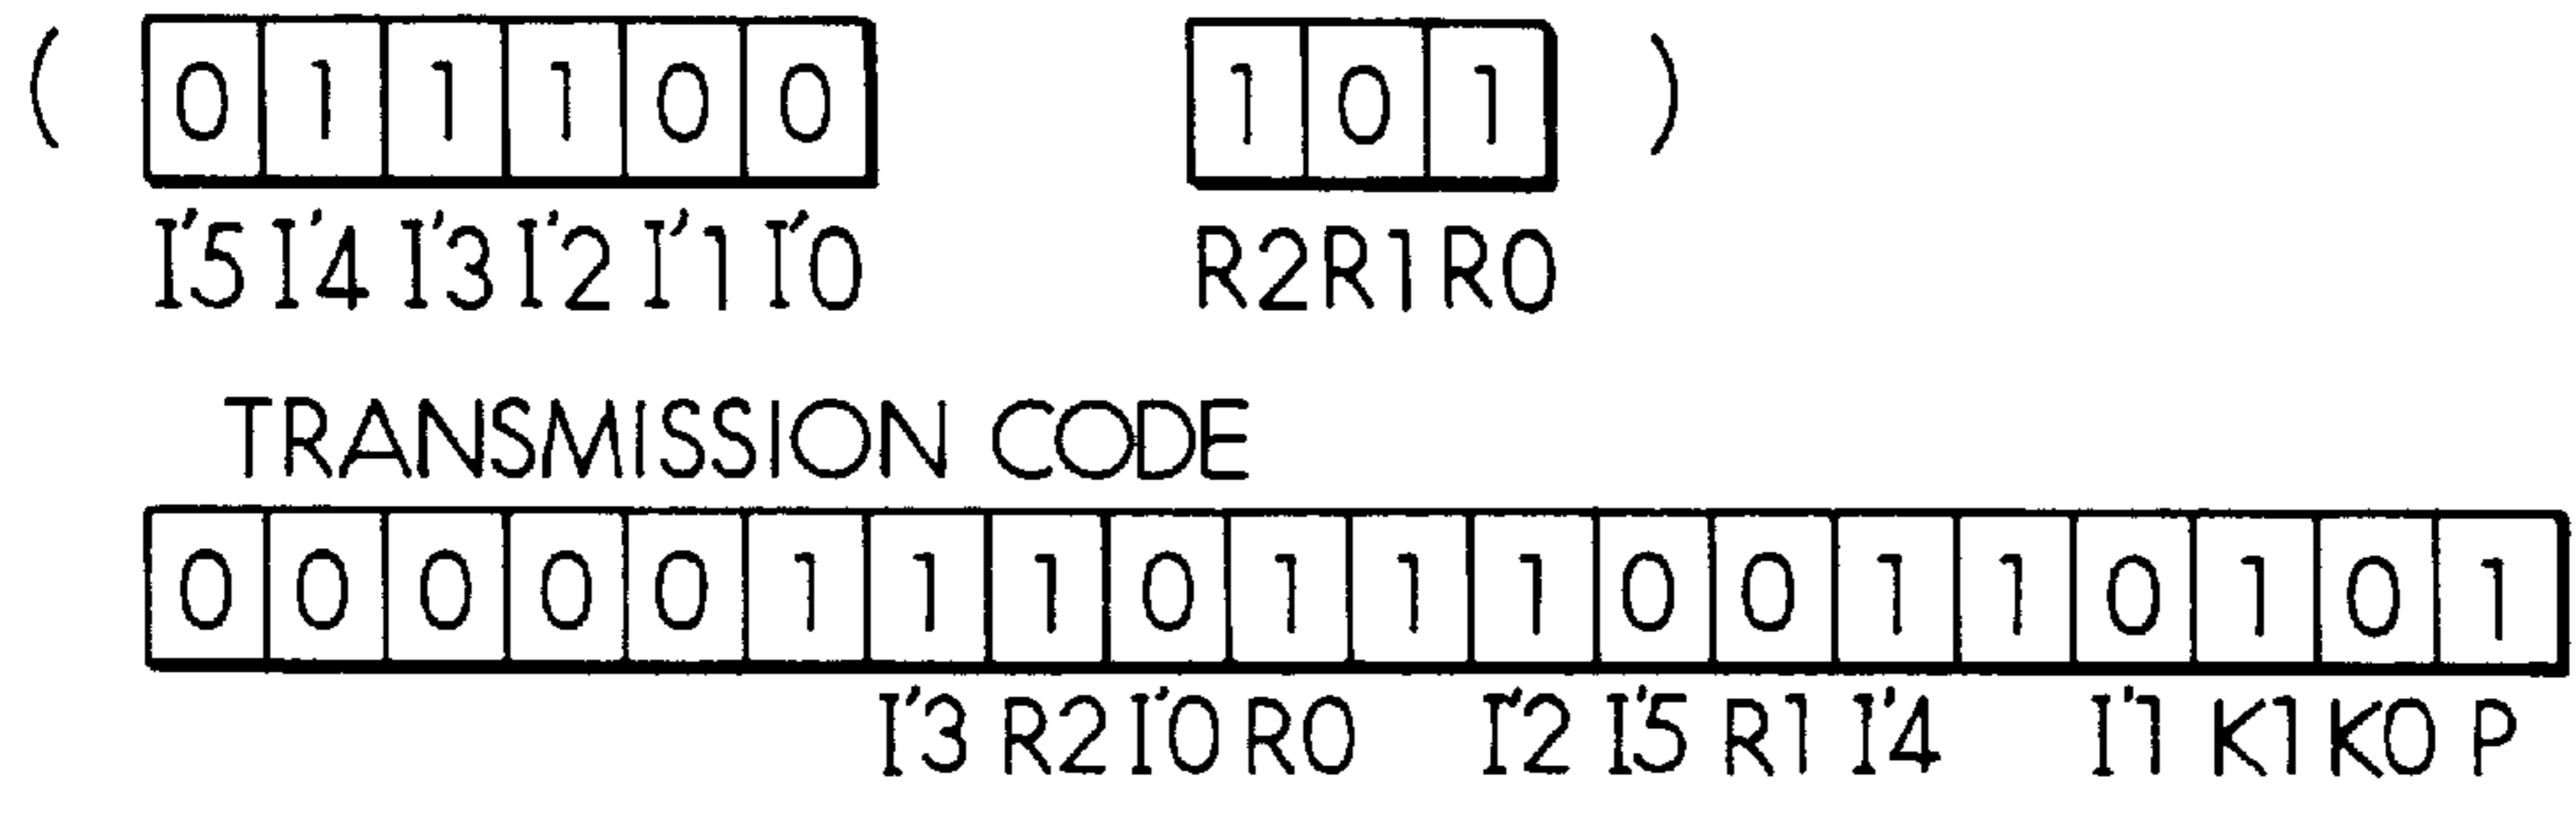 ( 0 1 1 1 0 0 1 0 1 )
I'5 I'4 I'3 I'2 I'1 I'0 R2 R1 R0
TRANSMISSION CODE
0 0 0 0 0 1 1 1 0 1 1 1 0 0 1 1 0 1 0 1
I'3 R2 I'0 R0 I'2 I'5 R1 I'4 I'1 K1 K0 P